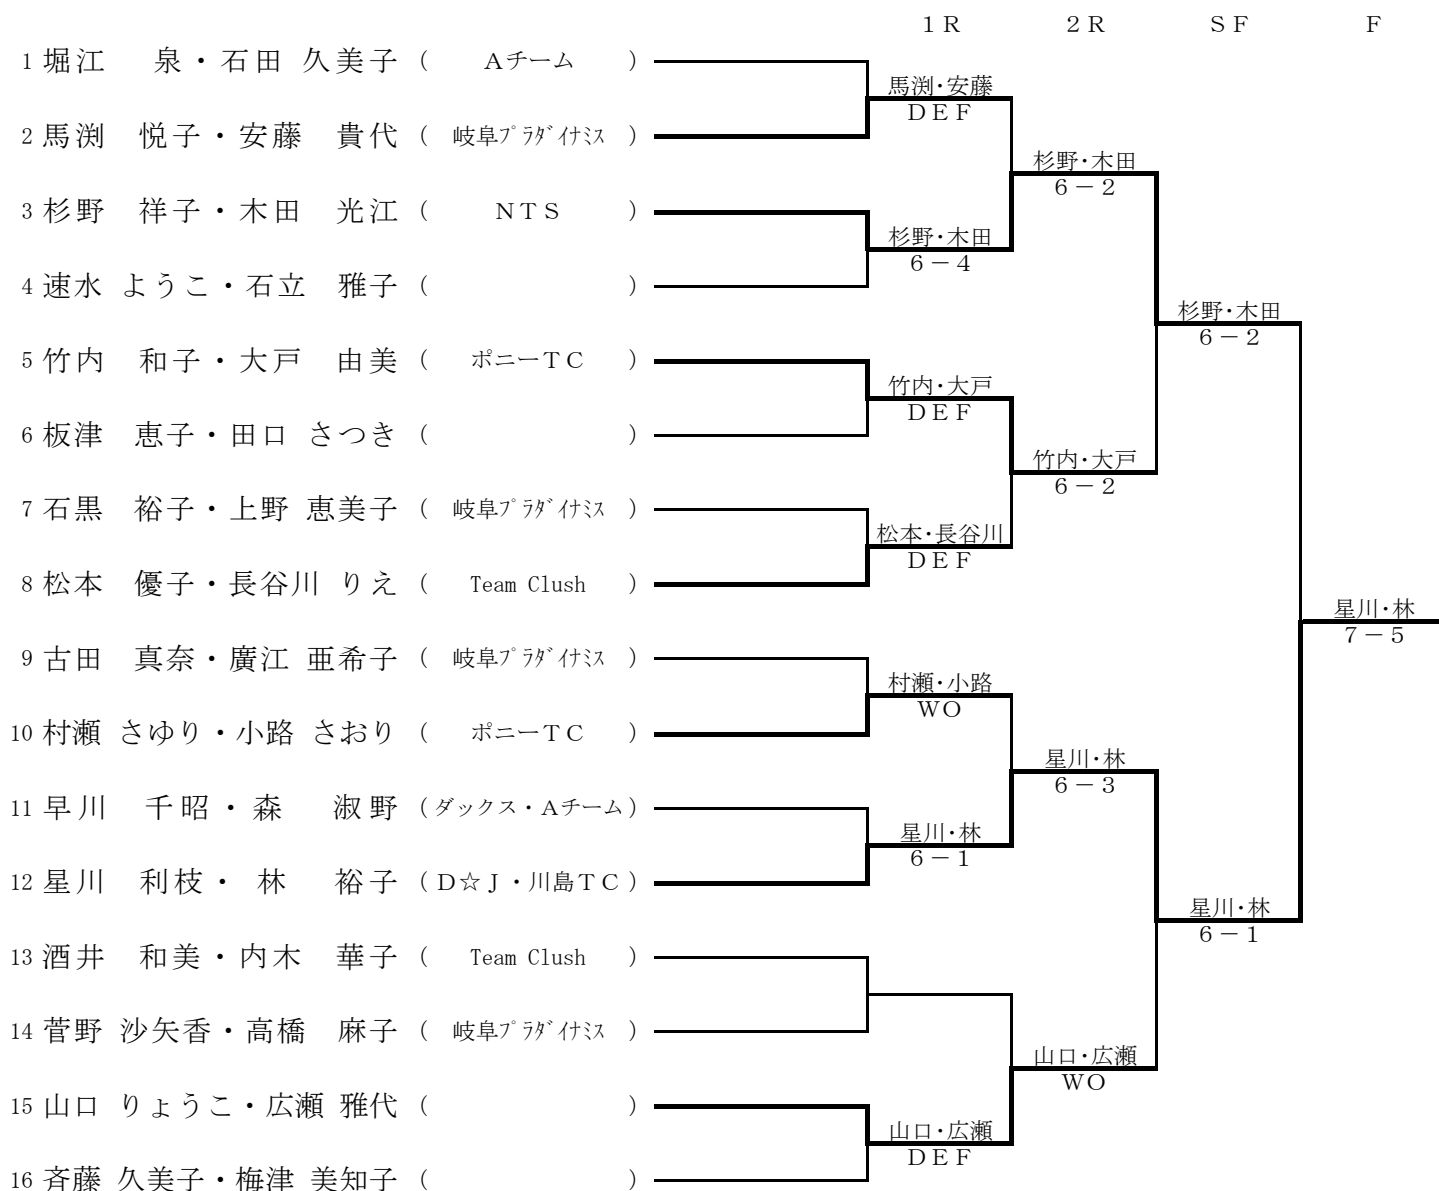 １Ｒ ２Ｒ ＳＦ Ｆ
1 堀江 泉・石田 久美子 ( Aチーム )
馬渕・安藤
ＤＥＦ
2 馬渕 悦子・安藤 貴代 ( 岐阜ﾌﾟﾗﾀﾞｲﾅﾐｽ )
杉野・木田
６－２
3 杉野 祥子・木田 光江 ( ＮＴＳ )
杉野・木田
６－４
4 速水 ようこ・石立 雅子 ( )
杉野・木田
６－２
5 竹内 和子・大戸 由美 ( ポニーＴＣ )
竹内・大戸
ＤＥＦ
6 板津 恵子・田口 さつき ( )
竹内・大戸
６－２
7 石黒 裕子・上野 恵美子 ( 岐阜ﾌﾟﾗﾀﾞｲﾅﾐｽ )
松本・長谷川
ＤＥＦ
8 松本 優子・長谷川 りえ ( Team Clush )
星川・林
７－５
9 古田 真奈・廣江 亜希子 ( 岐阜ﾌﾟﾗﾀﾞｲﾅﾐｽ )
村瀬・小路
ＷＯ
10 村瀬 さゆり・小路 さおり ( ポニーＴＣ )
星川・林
６－３
11 早川 千昭・森 淑野 (ダックス・Aチーム)
星川・林
６－１
12 星川 利枝・ 林 裕子 (Ｄ☆Ｊ・川島ＴＣ)
星川・林
６－１
13 酒井 和美・内木 華子 ( Team Clush )
14 菅野 沙矢香・高橋 麻子 ( 岐阜ﾌﾟﾗﾀﾞｲﾅﾐｽ )
山口・広瀬
ＷＯ
15 山口 りょうこ・広瀬 雅代 ( )
山口・広瀬
ＤＥＦ
16 斉藤 久美子・梅津 美知子 ( )